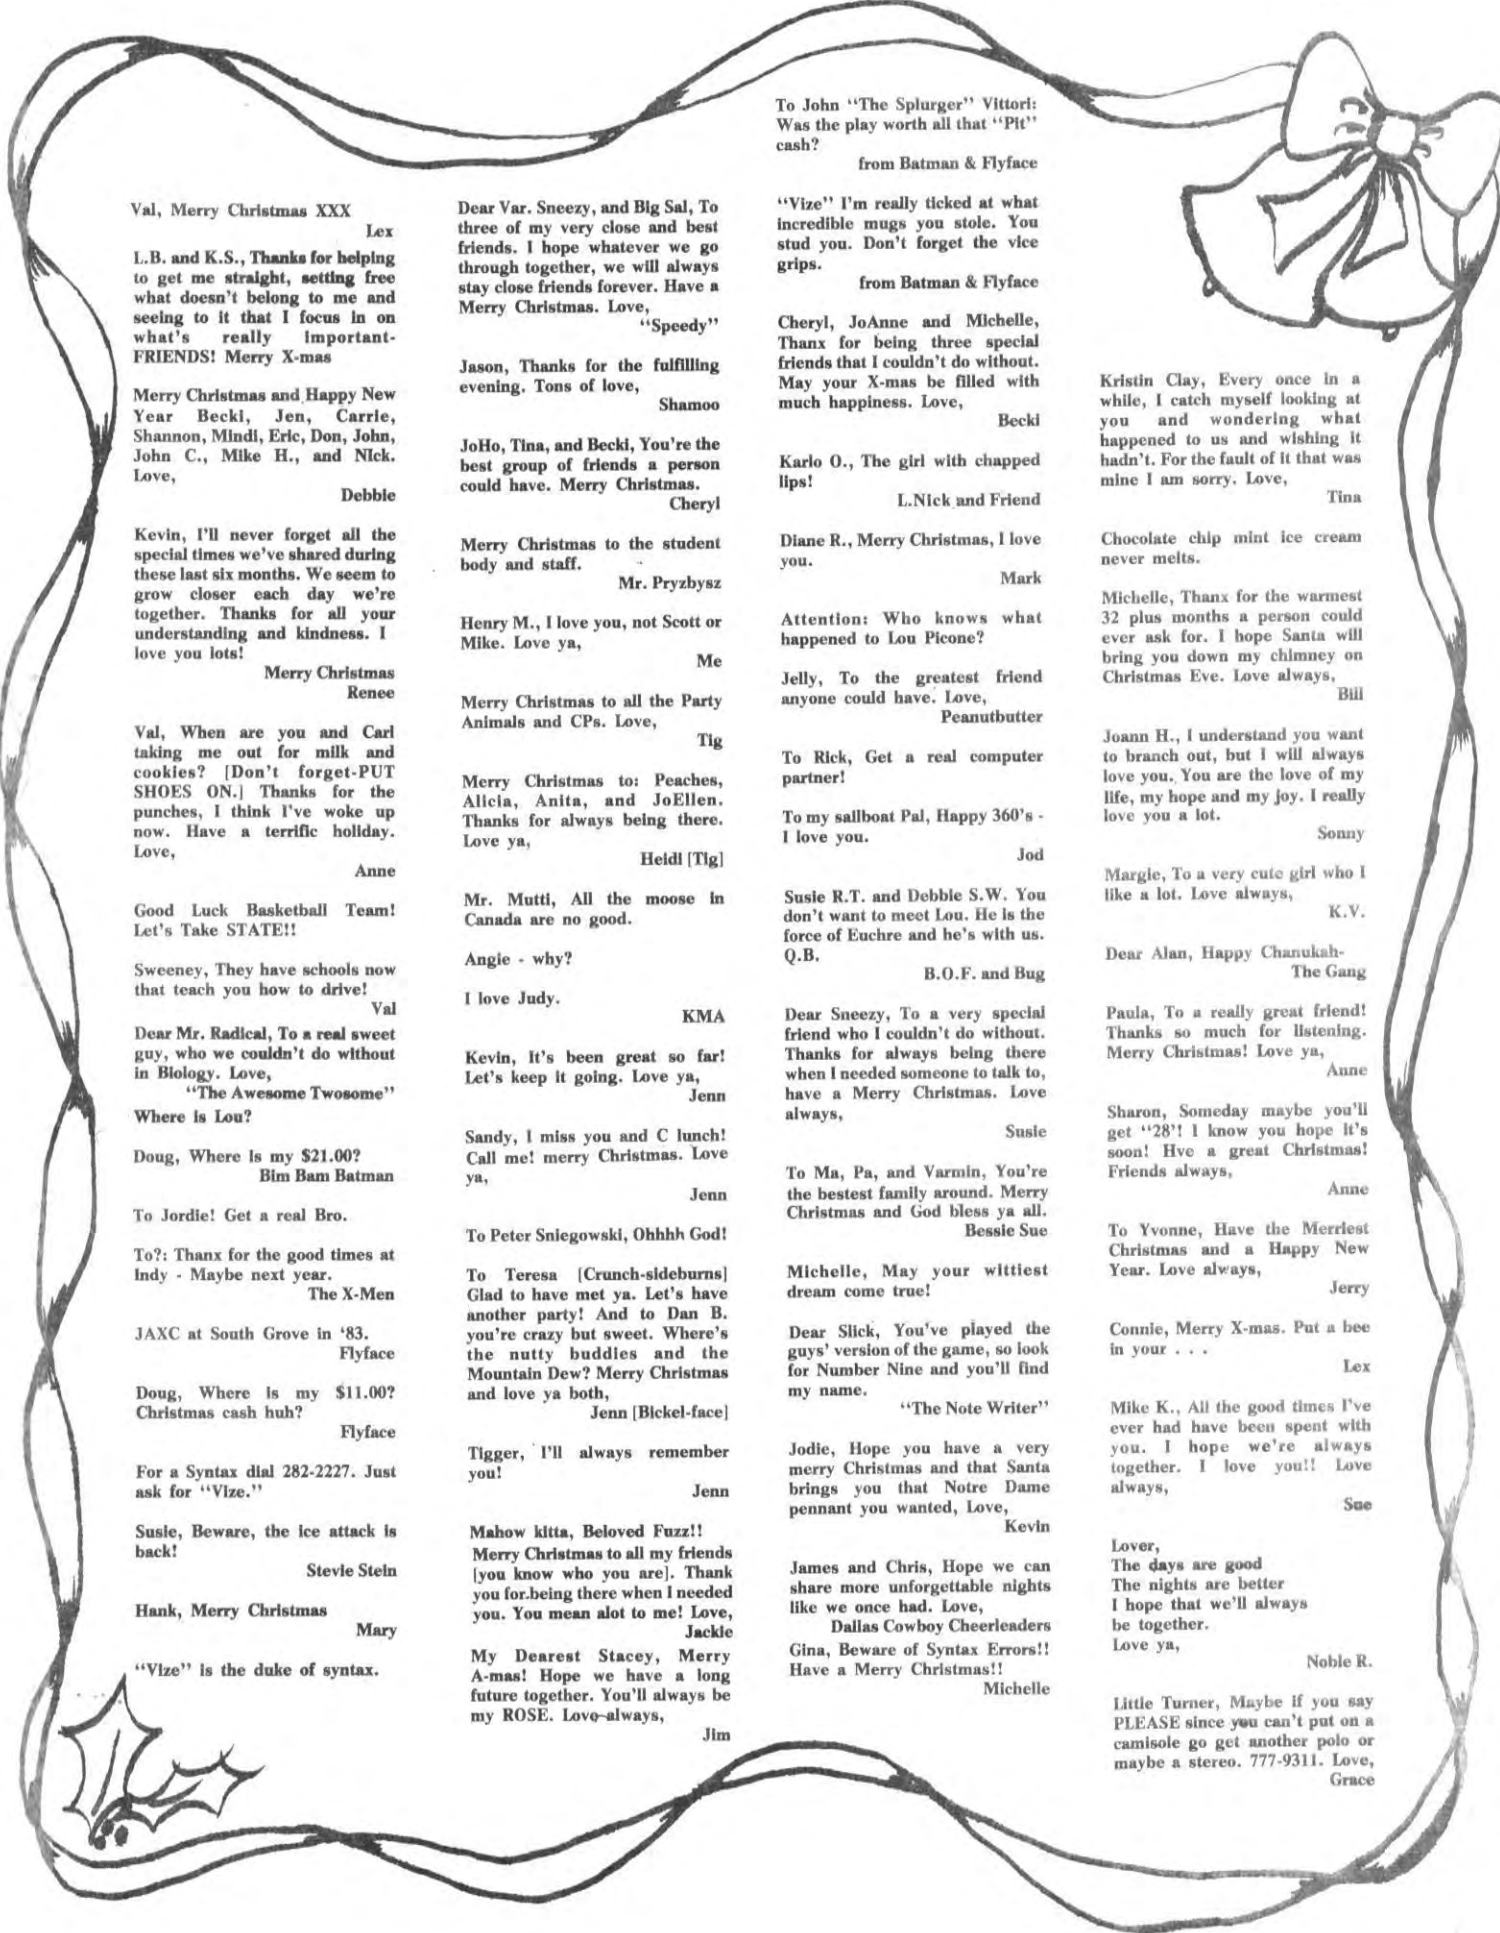 Val, Merry Christmas XXX
Lex
L.B. and K.S., Thanks for helping
to get me straight, setting free
what doesn't belong to me and
seeing to it that I focus in on
what's really important-
FRIENDS! Merry X-mas
Merry Christmas and Happy New
Year Becki, Jen, Carrie,
Shannon, Mindi, Eric, Don, John,
John C., Mike H., and Nick.
Love,
Debbie
Kevin, I'll never forget all the
special times we've shared during
these last six months. We seem to
grow closer each day we're
together. Thanks for all your
understanding and kindness. I
love you lots!
Merry Christmas
Renee
Val, When are you and Carl
taking me out for milk and
cookies? [Don't forget-PUT
SHOES ON.] Thanks for the
punches, I think I've woke up
now. Have a terrific holiday.
Love,
Anne
Good Luck Basketball Team!
Let's Take STATE!!
Sweeney, They have schools now
that teach you how to drive!
Val
Dear Mr. Radical, To a real sweet
guy, who we couldn't do without
in Biology. Love,
"The Awesome Twosome"
Where is Lou?
Doug, Where is my $21.00?
Bim Bam Batman
To Jordie! Get a real Bro.
To?: Thanx for the good times at
Indy - Maybe next year.
The X-Men
JAXC at South Grove in '83.
Flyface
Doug, Where is my $11.00?
Christmas cash huh?
Flyface
For a Syntax dial 282-2227. Just
ask for "Vize."
Susie, Beware, the ice attack is
back!
Stevie Stein
Hank, Merry Christmas
Mary
"Vize" is the duke of syntax.
Dear Var. Sneezy, and Big Sal, To
three of my very close and best
friends. I hope whatever we go
through together, we will always
stay close friends forever. Have a
Merry Christmas. Love,
"Speedy"
Jason, Thanks for the fulfilling
evening. Tons of love,
Shamoo
JoHo, Tina, and Becki, You're the
best group of friends a person
could have. Merry Christmas.
Cheryl
Merry Christmas to the student
body and staff.
Mr. Pryzbysz
Henry M., I love you, not Scott or
Mike. Love ya,
Me
Merry Christmas to all the Party
Animals and CPs. Love,
Tig
Merry Christmas to: Peaches,
Alicia, Anita, and JoEllen.
Thanks for always being there.
Love ya,
Heidi [Tig]
Mr. Mutti, All the moose in
Canada are no good.
Angie - why?
I love Judy.
KMA
Kevin, It's been great so far!
Let's keep it going. Love ya,
Jenn
Sandy, I miss you and C lunch!
Call me! merry Christmas. Love
ya,
Jenn
To Peter Sniegowski, Ohhhh God!
To Teresa [Crunch-sideburns]
Glad to have met ya. Let's have
another party! And to Dan B.
you're crazy but sweet. Where's
the nutty buddies and the
Mountain Dew? Merry Christmas
and love ya both,
Jenn [Bickel-face]
Tigger, I'll always remember
you!
Jenn
Mahow kitta, Beloved Fuzz!!
Merry Christmas to all my friends
[you know who you are]. Thank
you for being there when I needed
you. You mean alot to me! Love,
Jackie
My Dearest Stacey, Merry
A-mas! Hope we have a long
future together. You'll always be
my ROSE. Love always,
Jim
To John "The Splurger" Vittori:
Was the play worth all that "Pit"
cash?
from Batman & Flyface
"Vize" I'm really ticked at what
incredible mugs you stole. You
stud you. Don't forget the vice
grips.
from Batman & Flyface
Cheryl, JoAnne and Michelle,
Thanx for being three special
friends that I couldn't do without.
May your X-mas be filled with
much happiness. Love,
Becki
Karlo O., The girl with chapped
lips!
L.Nick and Friend
Diane R., Merry Christmas, I love
you.
Mark
Attention: Who knows what
happened to Lou Picone?
Jelly, To the greatest friend
anyone could have. Love,
Peanutbutter
To Rick, Get a real computer
partner!
To my sailboat Pal, Happy 360's -
I love you.
Jod
Susie R.T. and Debbie S.W. You
don't want to meet Lou. He is the
force of Euchre and he's with us.
Q.B.
B.O.F. and Bug
Dear Sneezy, To a very special
friend who I couldn't do without.
Thanks for always being there
when I needed someone to talk to,
have a Merry Christmas. Love
always,
Susie
To Ma, Pa, and Varmin, You're
the bestest family around. Merry
Christmas and God bless ya all.
Bessie Sue
Michelle, May your wittiest
dream come true!
Dear Slick, You've played the
guys' version of the game, so look
for Number Nine and you'll find
my name.
"The Note Writer"
Jodie, Hope you have a very
merry Christmas and that Santa
brings you that Notre Dame
pennant you wanted, Love,
Kevin
James and Chris, Hope we can
share more unforgettable nights
like we once had. Love,
Dallas Cowboy Cheerleaders
Gina, Beware of Syntax Errors!!
Have a Merry Christmas!!
Michelle
Kristin Clay, Every once in a
while, I catch myself looking at
you and wondering what
happened to us and wishing it
hadn't. For the fault of it that was
mine I am sorry. Love,
Tina
Chocolate chip mint ice cream
never melts.
Michelle, Thanx for the warmest
32 plus months a person could
ever ask for. I hope Santa will
bring you down my chimney on
Christmas Eve. Love always,
Bill
Joann H., I understand you want
to branch out, but I will always
love you. You are the love of my
life, my hope and my joy. I really
love you a lot.
Sonny
Margie, To a very cute girl who I
like a lot. Love always,
K.V.
Dear Alan, Happy Chanukah-
The Gang
Paula, To a really great friend!
Thanks so much for listening.
Merry Christmas! Love ya,
Anne
Sharon, Someday maybe you'll
get "28"! I know you hope it's
soon! Hve a great Christmas!
Friends always,
Anne
To Yvonne, Have the Merriest
Christmas and a Happy New
Year. Love always,
Jerry
Connie, Merry X-mas. Put a bee
in your . . .
Lex
Mike K., All the good times I've
ever had have been spent with
you. I hope we're always
together. I love you!! Love
always,
Sue
Lover,
The days are good
The nights are better
I hope that we'll always
be together.
Love ya,
Noble R.
Little Turner, Maybe if you say
PLEASE since you can't put on a
camisole go get another polo or
maybe a stereo. 777-9311. Love,
Grace